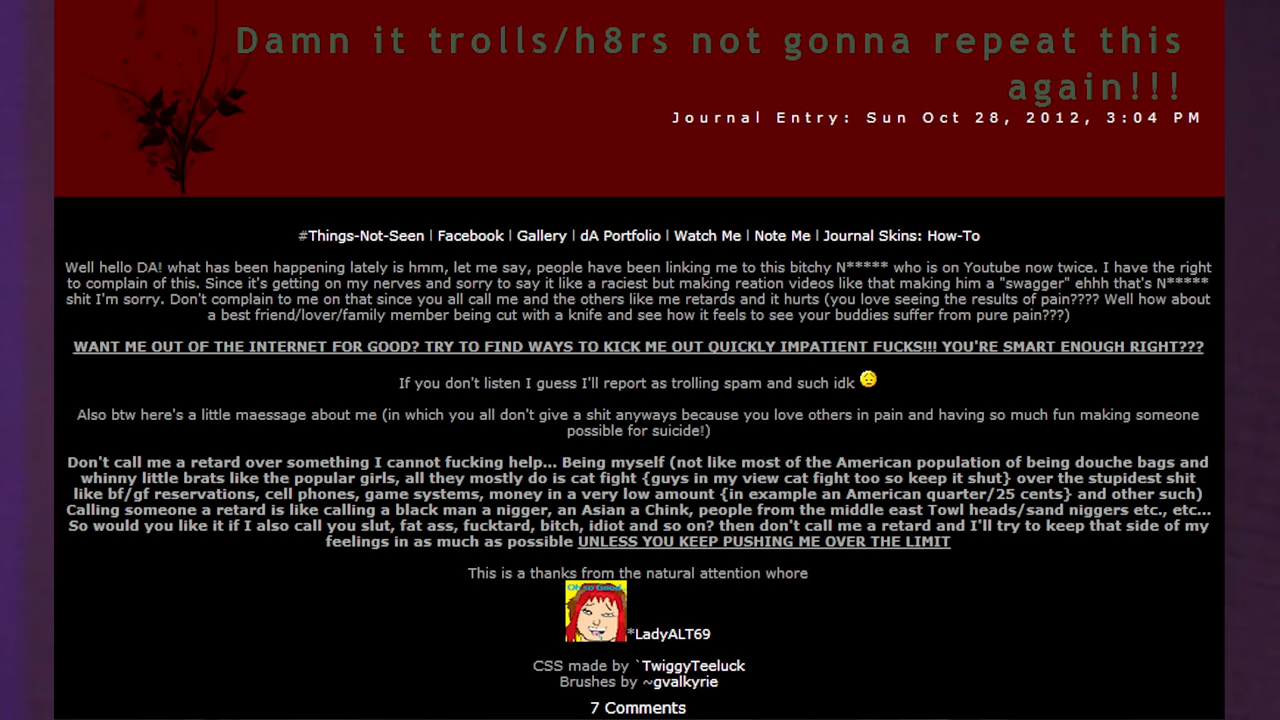 Damn it trolls/h8rs not gonna repeat this
again!!!
Journal Entry: Sun Oct 28, 2012, 3:04 PM
#Things-Not-Seen | Facebook | Gallery | dA Portfolio | Watch Me | Note Me | Journal Skins: How-To
Well hello DA! what has been happening lately is hmm, let me say, people have been linking me to this bitchy N***** who is on Youtube now twice. I have the right
to complain of this. Since it's getting on my nerves and sorry to say it like a raciest but making reation videos like that making him a "swagger" ehhh that's N*****
shit I'm sorry. Don't complain to me on that since you all call me and the others like me retards and it hurts (you love seeing the results of pain???? Well how about
a best friend/lover/family member being cut with a knife and see how it feels to see your buddies suffer from pure pain???)
WANT ME OUT OF THE INTERNET FOR GOOD? TRY TO FIND WAYS TO KICK ME OUT QUICKLY IMPATIENT FUCKS!!! YOU'RE SMART ENOUGH RIGHT???
If you don't listen I guess I'll report as trolling spam and such idk
Also btw here's a little maessage about me (in which you all don't give a shit anyways because you love others in pain and having so much fun making someone
possible for suicide!)
Don't call me a retard over something I cannot fucking help... Being myself (not like most of the American population of being douche bags and
whinny little brats like the popular girls, all they mostly do is cat fight {guys in my view cat fight too so keep it shut} over the stupidest shit
like bf/gf reservations, cell phones, game systems, money in a very low amount {in example an American quarter/25 cents} and other such)
Calling someone a retard is like calling a black man a nigger, an Asian a Chink, people from the middle east Towl heads/sand niggers etc., etc...
So would you like it if I also call you slut, fat ass, fucktard, bitch, idiot and so on? then don't call me a retard and I'll try to keep that side of my
feelings in as much as possible UNLESS YOU KEEP PUSHING ME OVER THE LIMIT
This is a thanks from the natural attention whore
Oh so Good
*LadyALT69
CSS made by `TwiggyTeeluck
Brushes by ~gvalkyrie
7 Comments